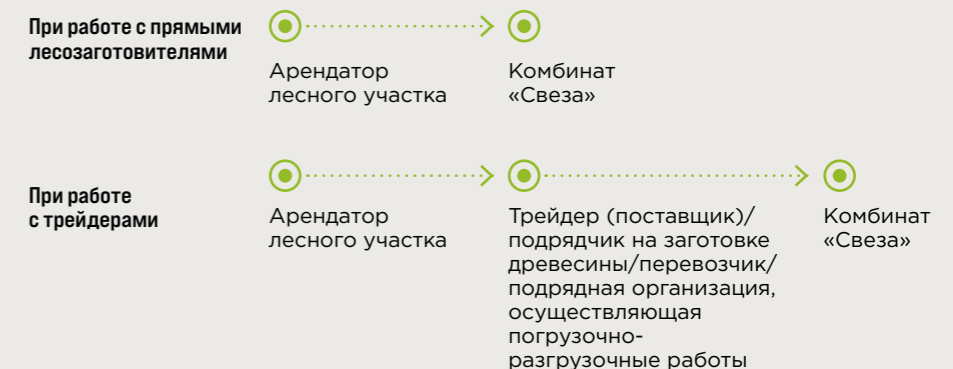 При работе с прямыми
лесозаготовителями
Арендатор
лесного участка
Комбинат
«Свеза»
При работе
с трейдерами
Арендатор
лесного участка
Трейдер (поставщик)/
подрядчик на заготовке
древесины/перевозчик/
подрядная организация,
осуществляющая
погрузочно-
разгрузочные работы
Комбинат
«Свеза»